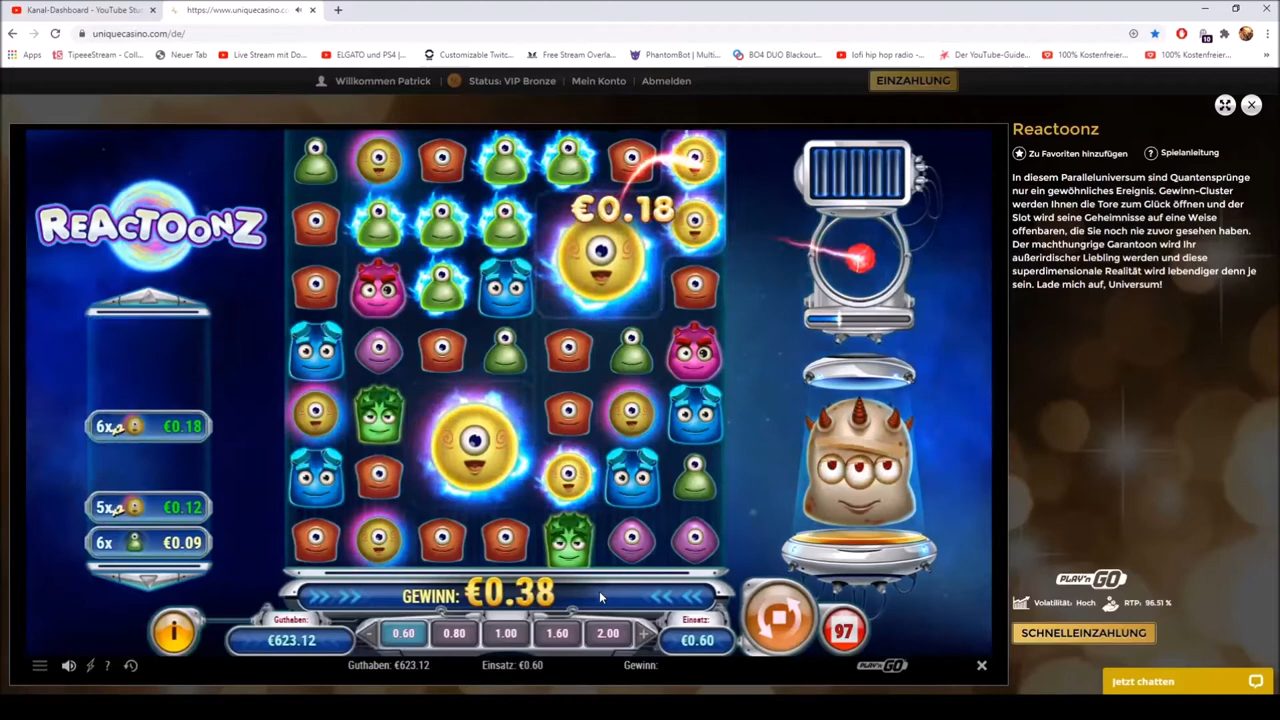 Kanal-Dashboard - YouTube Stu
https://www.uniquecasino.c
uniquecasino.com/de/
10
Apps
TipeeeStream - Collabo
Neuer Tab
Live Stream mit Do...
ELGATO und PS4 |...
Customizable Twitc...
Free Stream Overla...
PhantomBot | Multi...
BO4 DUO Blackout...
lofi hip hop radio -...
Der YouTube-Guide...
100% Kostenfreier...
100% Kostenfreier...
Willkommen Patrick
Status: VIP Bronze
Mein Konto
Abmelden
EINZAHLUNG
Reactoonz
Zu Favoriten hinzufügen
Spielanleitung
In diesem Paralleluniversum sind Quantensprünge
nur ein gewöhnliches Ereignis. Gewinn-Cluster
werden Ihnen die Tore zum Glück öffnen und der
Slot wird seine Geheimnisse auf eine Weise
offenbaren, die Sie noch nie zuvor gesehen haben.
Der machthungrige Garantoon wird Ihr
außerirdischer Liebling werden und diese
superdimensionale Realität wird lebendiger denn je
sein. Lade mich auf, Universum!
REACTOONZ
€0.18
6x €0.18
5x €0.12
6x €0.09
GEWINN: €0.38
Guthaben:
€623.12
- 0.60 0.80 1.00 1.60 2.00 +
Einsatz:
€0.60
97
Guthaben: €623.12
Einsatz: €0.60
Gewinn:
PLAY'n GO
PLAY'n GO
Volatilität: Hoch
RTP: 96.51 %
SCHNELLEINZAHLUNG
Jetzt chatten